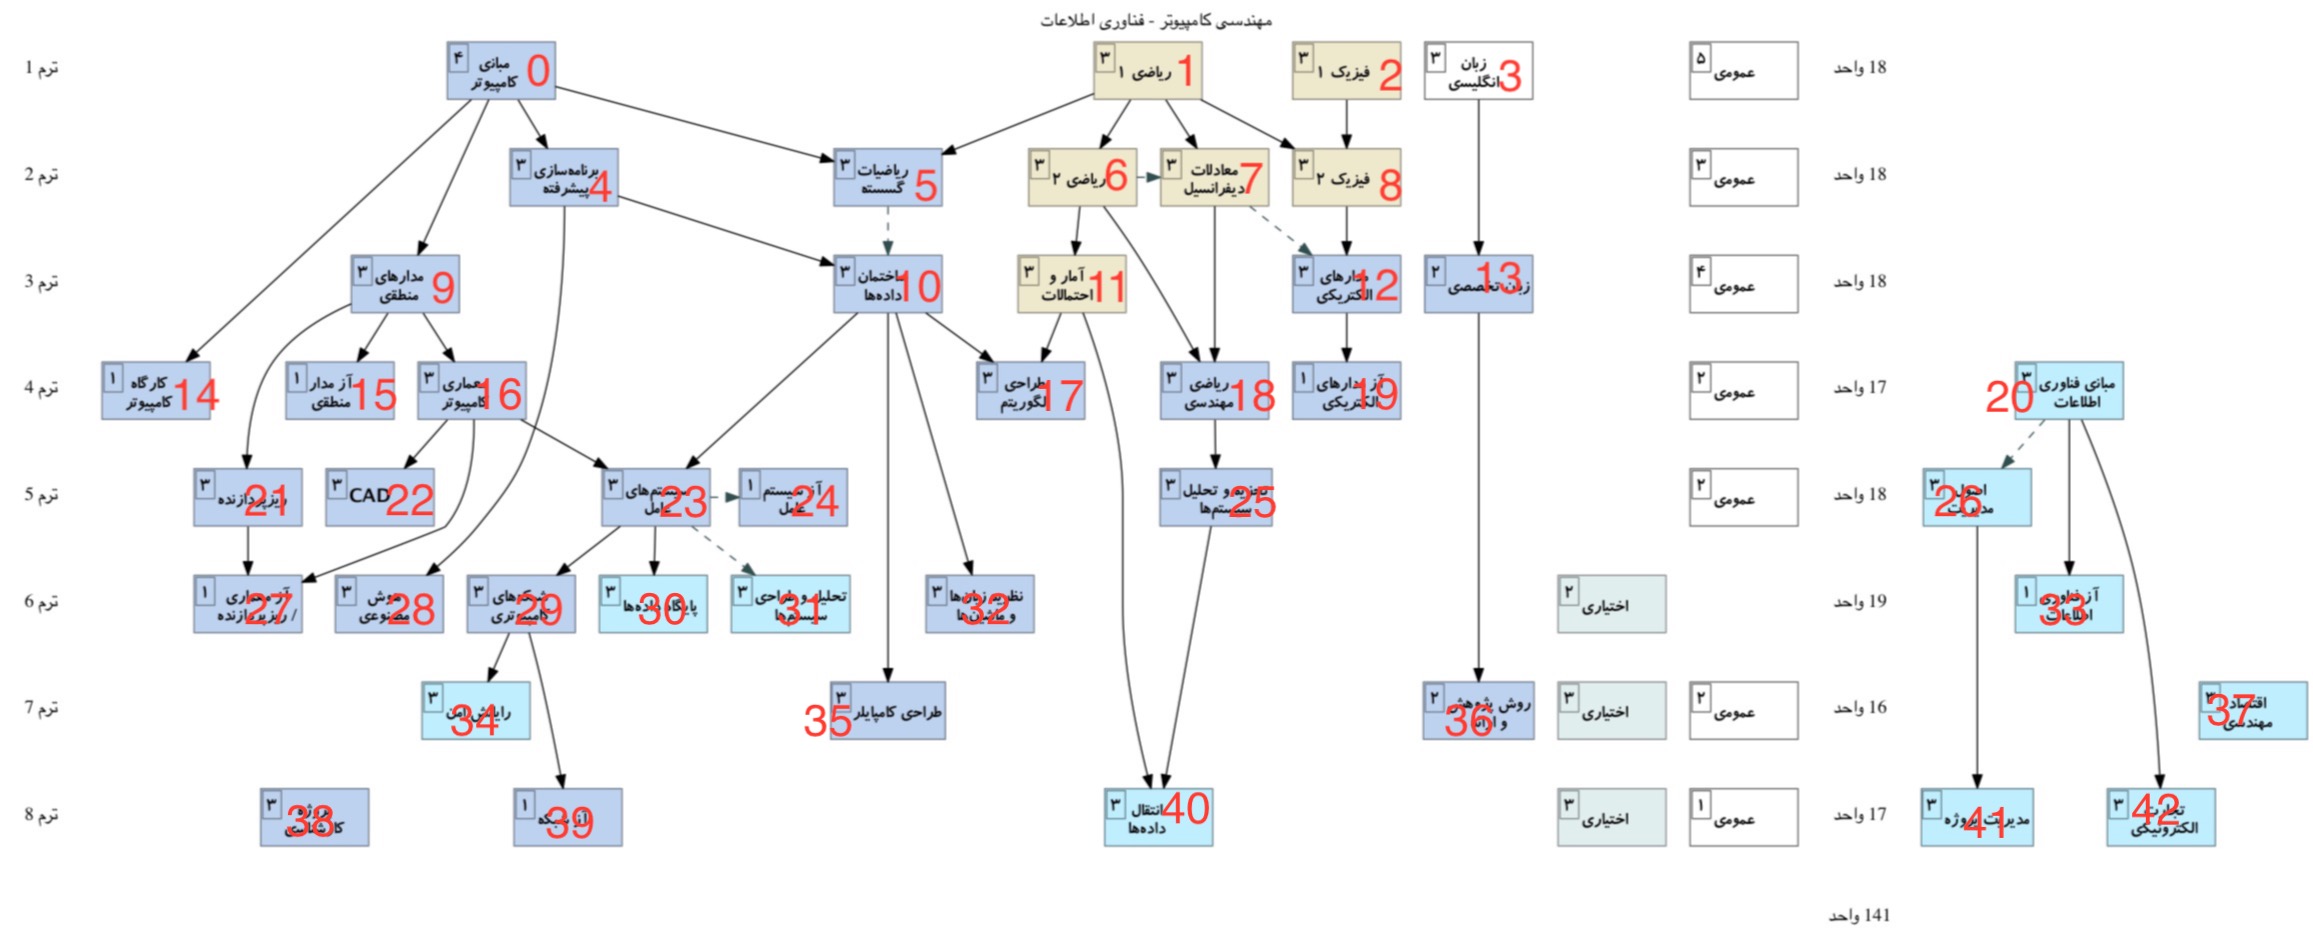 مهندسی کامپیوتر - فناوری اطلاعات
ترم 1
۴
مبانی
کامپیوتر
0
۳
ریاضی ۱
1
۳
فیزیک ۱
2
۳
زبان
انگلیسی
3
۵
عمومی
18 واحد
ترم 2
۳
برنامه‌سازی
پیشرفته
4
۳
ریاضیات
گسسته
5
۳
ریاضی ۲
6
۳
معادلات
دیفرانسیل
7
۳
فیزیک ۲
8
۳
عمومی
18 واحد
ترم 3
۳
مدارهای
منطقی
9
۳
ساختمان
داده‌ها
10
۳
آمار و
احتمالات
11
۳
مدارهای
الکتریکی
12
۲
زبان تخصصی
13
۴
عمومی
18 واحد
ترم 4
۱
کارگاه
کامپیوتر
14
۱
آز مدار
منطقی
15
۳
معماری
کامپیوتر
16
۳
طراحی
الگوریتم
17
۳
ریاضی
مهندسی
18
۱
آز مدارهای
الکتریکی
19
۲
عمومی
17 واحد
۳
مبانی فناوری
اطلاعات
20
ترم 5
۳
ریزپردازنده
21
۳
CAD
22
۳
سیستم‌های
عامل
23
۱
آز سیستم
عامل
24
۳
تجزیه و تحلیل
سیستم‌ها
25
۲
عمومی
18 واحد
۳
اصول
مدیریت
26
ترم 6
۱
آز معماری
/ ریزپردازنده
27
۳
هوش
مصنوعی
28
۳
شبکه‌های
کامپیوتری
29
۳
پایگاه داده‌ها
30
۳
تحلیل و طراحی
سیستم‌ها
31
۳
نظریه زبان‌ها
و ماشین‌ها
32
۲
اختیاری
19 واحد
۱
آز فناوری
اطلاعات
33
ترم 7
۳
رایانش امن
34
۳
طراحی کامپایلر
35
۲
روش پژوهش
و ارائه
36
۳
اختیاری
۲
عمومی
16 واحد
۳
اقتصاد
مهندسی
37
ترم 8
۳
پروژه
کارشناسی
38
۱
آز شبکه
39
۳
انتقال
داده‌ها
40
۳
اختیاری
۱
عمومی
17 واحد
۳
مدیریت پروژه
41
۳
تجارت
الکترونیکی
42
141 واحد